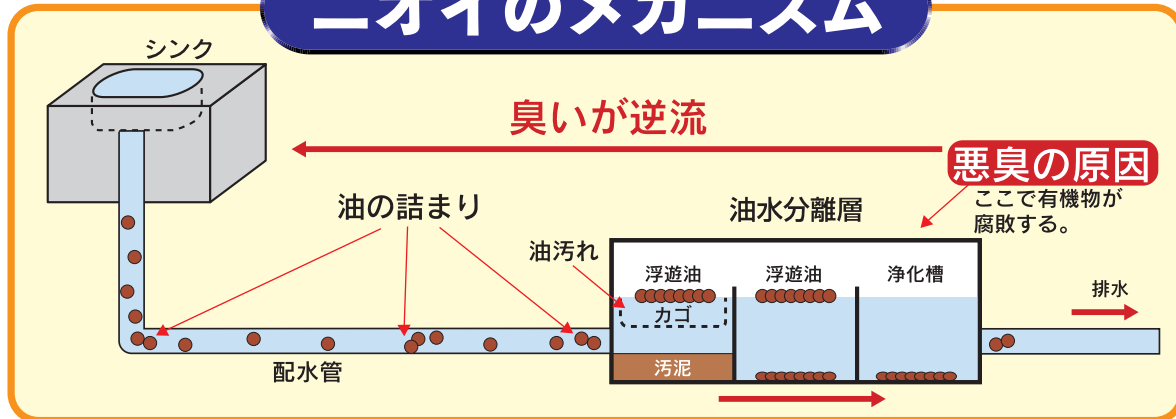 ニオイのメカニズム
シンク
臭いが逆流
悪臭の原因
ここで有機物が
腐敗する。
油の詰まり
油水分離層
油汚れ
浮遊油
浮遊油
浄化槽
カゴ
排水
汚泥
配水管